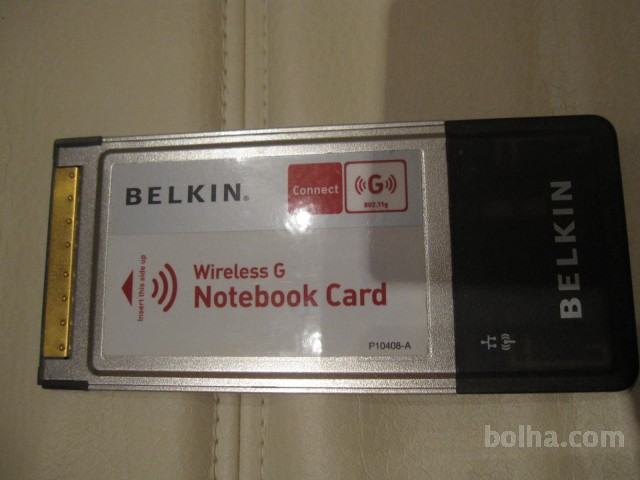 BELKIN®
Connect
G
802.11g
Insert this side up
Wireless G
Notebook Card
P10408-A
BELKIN
bolha.com